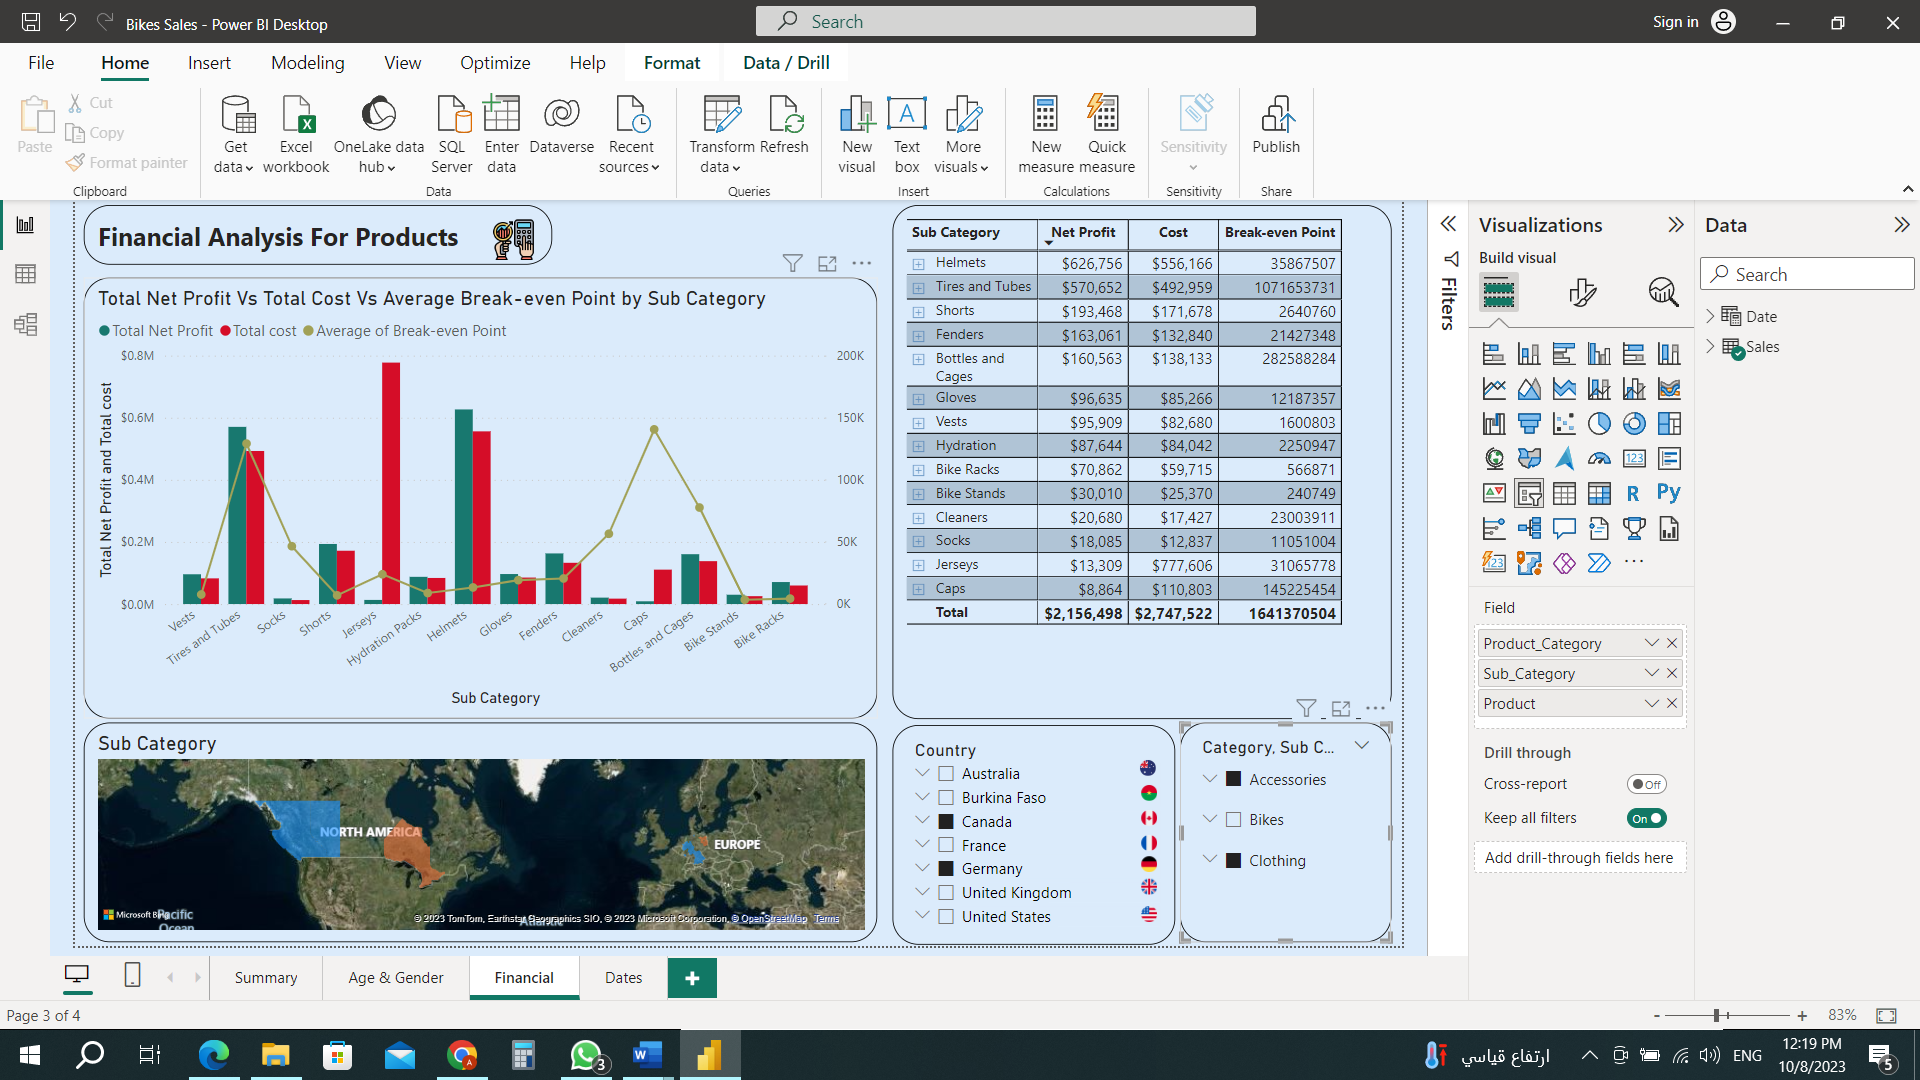 Bikes Sales - Power BI Desktop
Search
Sign in
File Home Insert Modeling View Optimize Help Format Data / Drill
Paste
Cut
Copy
Format painter
Clipboard
Get data
Excel workbook
OneLake data hub
SQL Server
Enter data
Dataverse
Recent sources
Data
Transform data
Refresh
Queries
New visual
Text box
More visuals
Insert
New measure
Quick measure
Calculations
Sensitivity
Sensitivity
Publish
Share
Financial Analysis For Products
Total Net Profit Vs Total Cost Vs Average Break-even Point by Sub Category
Total Net Profit Total cost Average of Break-even Point
Total Net Profit and Total cost
$0.8M
$0.6M
$0.4M
$0.2M
$0.0M
200K
150K
100K
50K
0K
Vests
Tires and Tubes
Socks
Shorts
Jerseys
Hydration Packs
Helmets
Gloves
Fenders
Cleaners
Caps
Bottles and Cages
Bike Stands
Bike Racks
Sub Category
Sub Category Net Profit Cost Break-even Point
Helmets $626,756 $556,166 35867507
Tires and Tubes $570,652 $492,959 1071653731
Shorts $193,468 $171,678 2640760
Fenders $163,061 $132,840 21427348
Bottles and Cages $160,563 $138,133 282588284
Gloves $96,635 $85,266 12187357
Vests $95,909 $82,680 1600803
Hydration $87,644 $84,042 2250947
Bike Racks $70,862 $59,715 566871
Bike Stands $30,010 $25,370 240749
Cleaners $20,680 $17,427 23003911
Socks $18,085 $12,837 11051004
Jerseys $13,309 $777,606 31065778
Caps $8,864 $110,803 145225454
Total $2,156,498 $2,747,522 1641370504
Sub Category
NORTH AMERICA
EUROPE
Microsoft Bing
Pacific
Ocean
Atlantic
© 2023 TomTom, Earthstar Geographics SIO, © 2023 Microsoft Corporation, © OpenStreetMap Terms
Country
Australia
Burkina Faso
Canada
France
Germany
United Kingdom
United States
Category, Sub C...
Accessories
Bikes
Clothing
Filters
Visualizations
Build visual
123
R
Py
123
Field
Product_Category
Sub_Category
Product
Drill through
Cross-report Off
Keep all filters On
Add drill-through fields here
Data
Search
Date
Sales
Summary Age & Gender Financial Dates
Page 3 of 4
- + 83%
3
ارتفاع قياسي
ENG
12:19 PM
10/8/2023
5